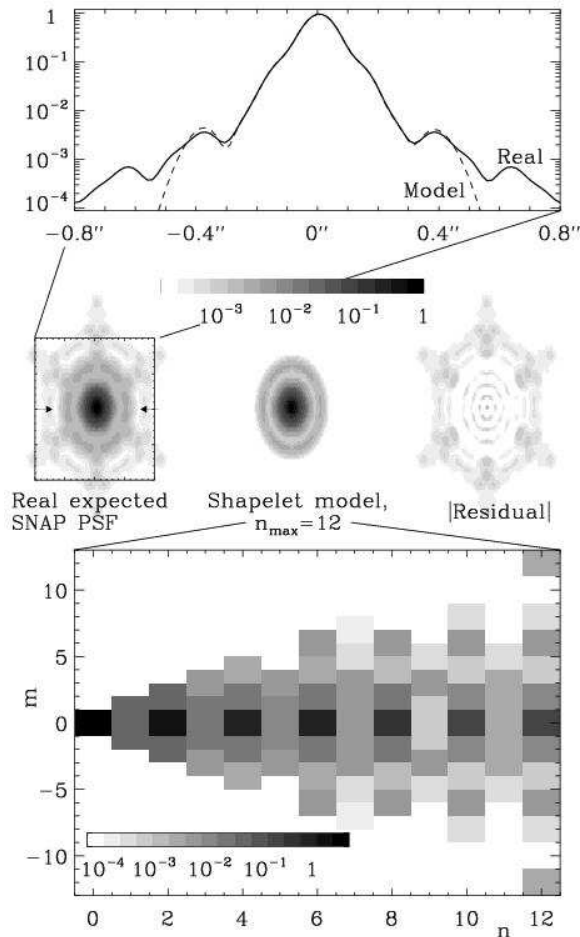 1
10⁻¹
10⁻²
10⁻³
10⁻⁴
Real
Model
−0.8" −0.4" 0" 0.4" 0.8"
10⁻³ 10⁻² 10⁻¹ 1
Real expected
SNAP PSF
Shapelet model,
n_max=12
|Residual|
10
5
m
0
−5
−10
10⁻⁴ 10⁻³ 10⁻² 10⁻¹ 1
0 2 4 6 8 10 n 12